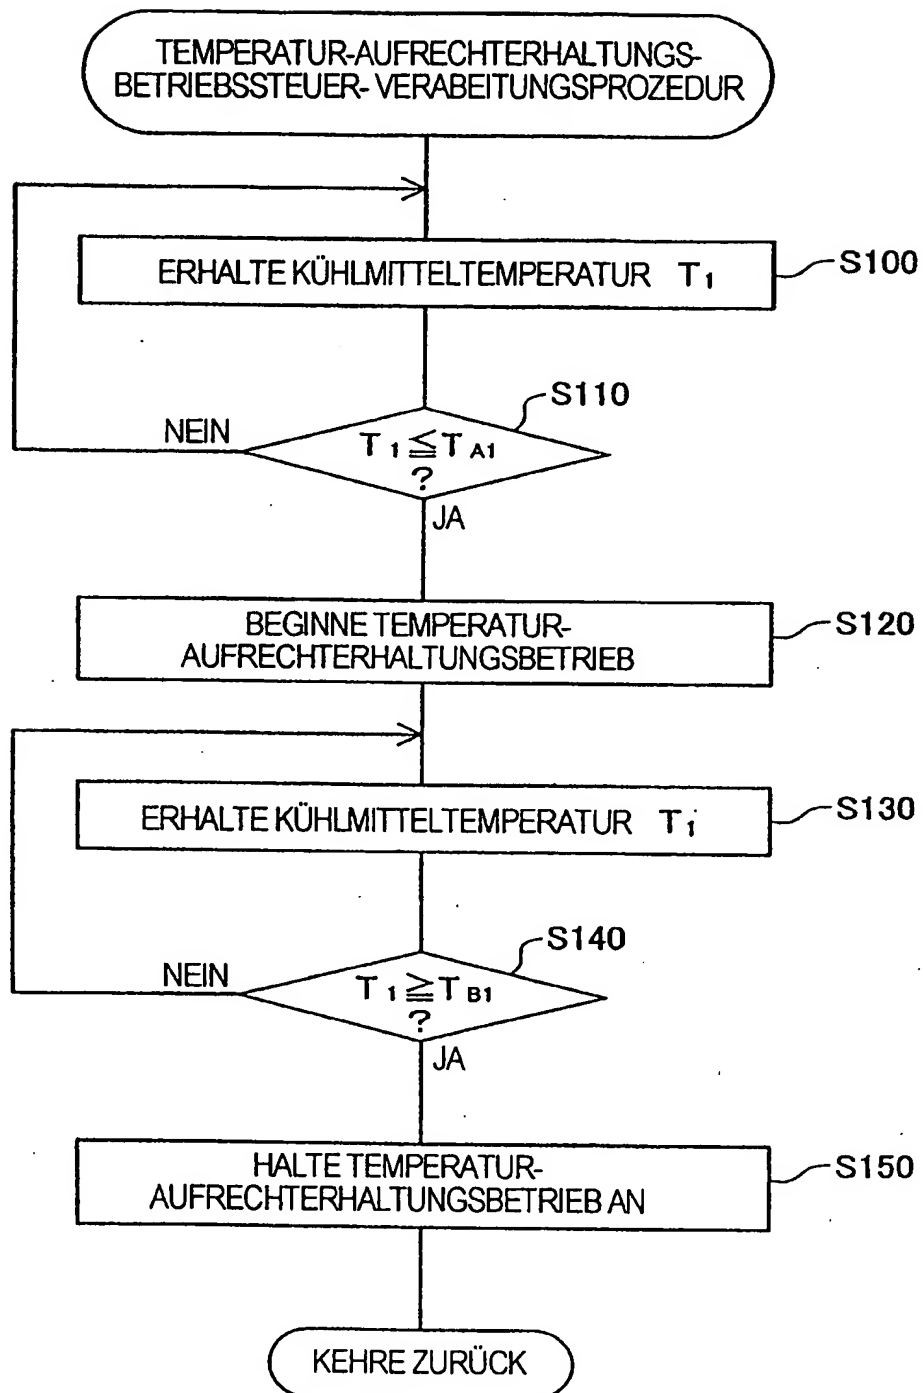 TEMPERATUR-AUFRECHTERHALTUNGS-
BETRIEBSSTEUER- VERABEITUNGSPROZEDUR
ERHALTE KÜHLMITTELTEMPERATUR T1
S100
S110
NEIN
T1≦TA1
?
JA
BEGINNE TEMPERATUR-
AUFRECHTERHALTUNGSBETRIEB
S120
ERHALTE KÜHLMITTELTEMPERATUR T1
S130
S140
NEIN
T1≧TB1
?
JA
HALTE TEMPERATUR-
AUFRECHTERHALTUNGSBETRIEB AN
S150
KEHRE ZURÜCK